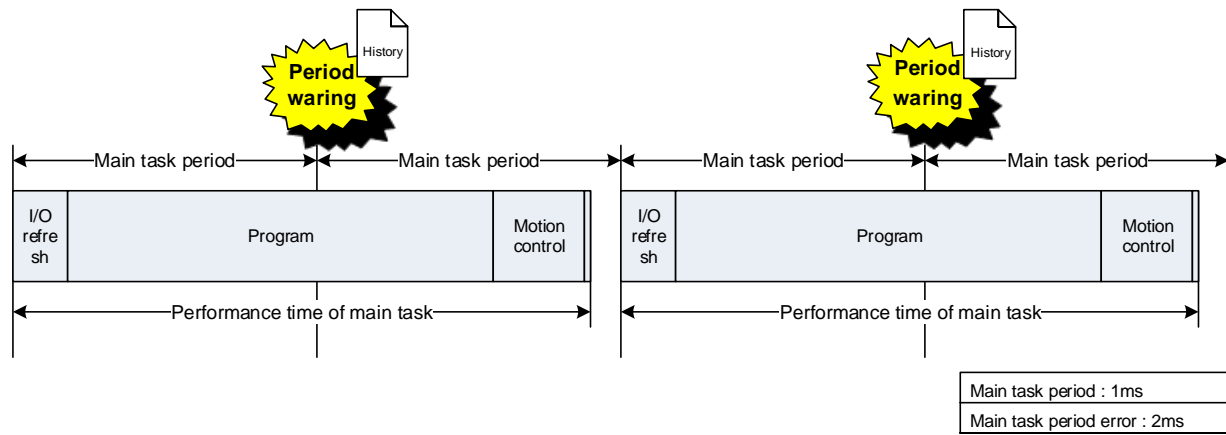 History
Period
waring
History
Period
waring
Main task period
Main task period
Main task period
Main task period
I/O
refre
sh
Program
Motion
control
I/O
refre
sh
Program
Motion
control
Performance time of main task
Performance time of main task
Main task period : 1ms
Main task period error : 2ms